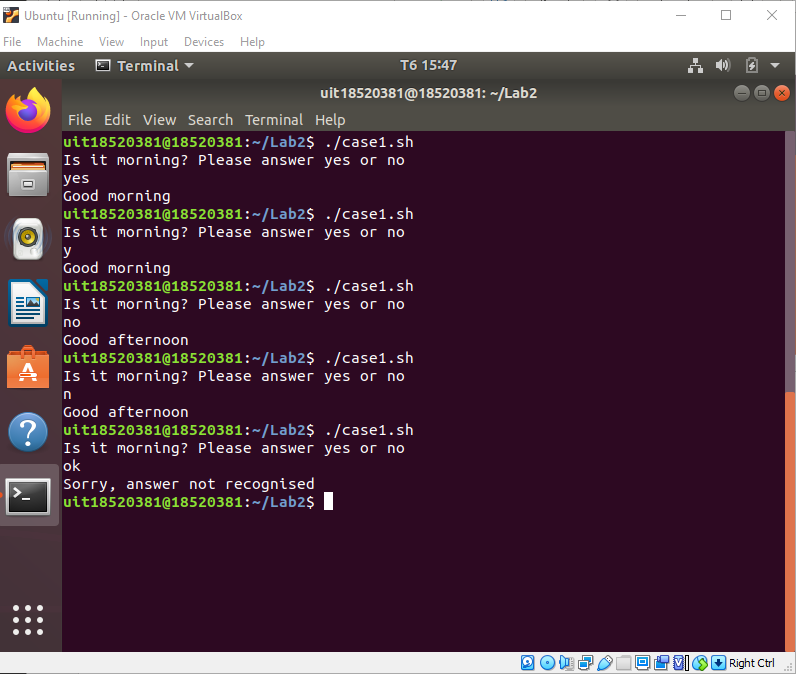 Ubuntu [Running] - Oracle VM VirtualBox
File Machine View Input Devices Help
Activities Terminal T6 15:47
uit18520381@18520381: ~/Lab2
File Edit View Search Terminal Help
uit18520381@18520381:~/Lab2$ ./case1.sh
Is it morning? Please answer yes or no
yes
Good morning
uit18520381@18520381:~/Lab2$ ./case1.sh
Is it morning? Please answer yes or no
y
Good morning
uit18520381@18520381:~/Lab2$ ./case1.sh
Is it morning? Please answer yes or no
no
Good afternoon
uit18520381@18520381:~/Lab2$ ./case1.sh
Is it morning? Please answer yes or no
n
Good afternoon
uit18520381@18520381:~/Lab2$ ./case1.sh
Is it morning? Please answer yes or no
ok
Sorry, answer not recognised
uit18520381@18520381:~/Lab2$
Right Ctrl